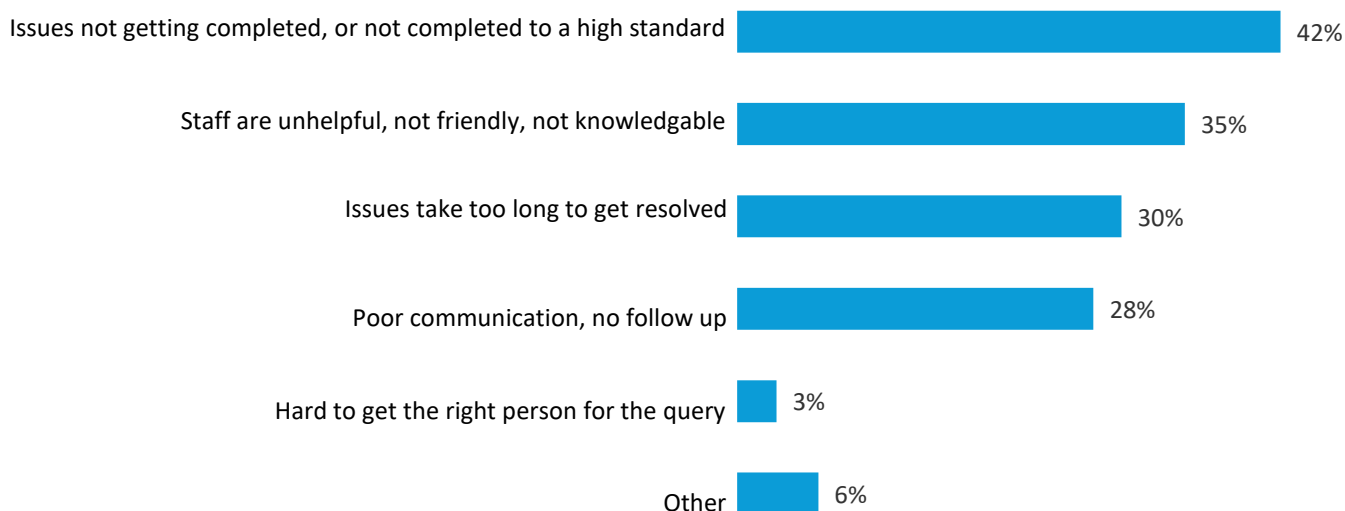 Issues not getting completed, or not completed to a high standard 42%
Staff are unhelpful, not friendly, not knowledgable 35%
Issues take too long to get resolved 30%
Poor communication, no follow up 28%
Hard to get the right person for the query 3%
Other 6%